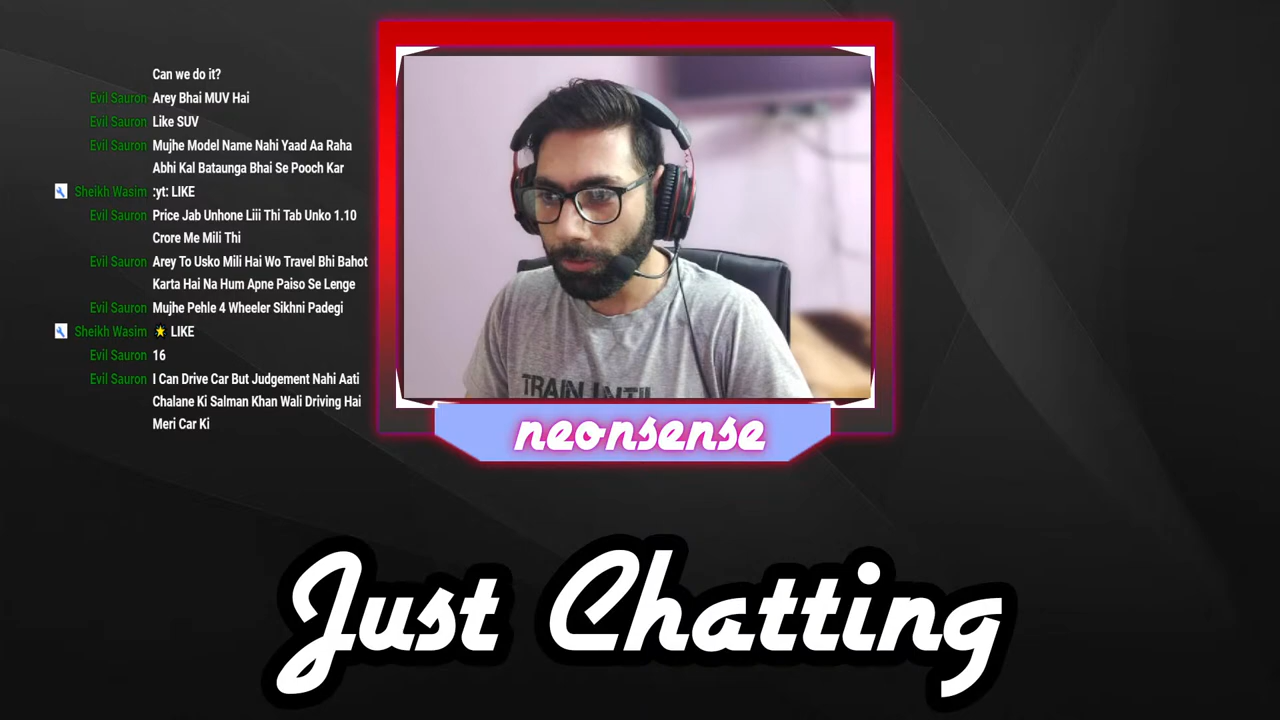 Can we do it?
Evil Sauron Arey Bhai MUV Hai
Evil Sauron Like SUV
Evil Sauron Mujhe Model Name Nahi Yaad Aa Raha
Abhi Kal Bataunga Bhai Se Pooch Kar
Sheikh Wasim :yt: LIKE
Evil Sauron Price Jab Unhone Liii Thi Tab Unko 1.10
Crore Me Mili Thi
Evil Sauron Arey To Usko Mili Hai Wo Travel Bhi Bahot
Karta Hai Na Hum Apne Paiso Se Lenge
Evil Sauron Mujhe Pehle 4 Wheeler Sikhni Padegi
Sheikh Wasim ⭐ LIKE
Evil Sauron 16
Evil Sauron I Can Drive Car But Judgement Nahi Aati
Chalane Ki Salman Khan Wali Driving Hai
Meri Car Ki
TRAIN UNTIL
neonsense
Just Chatting